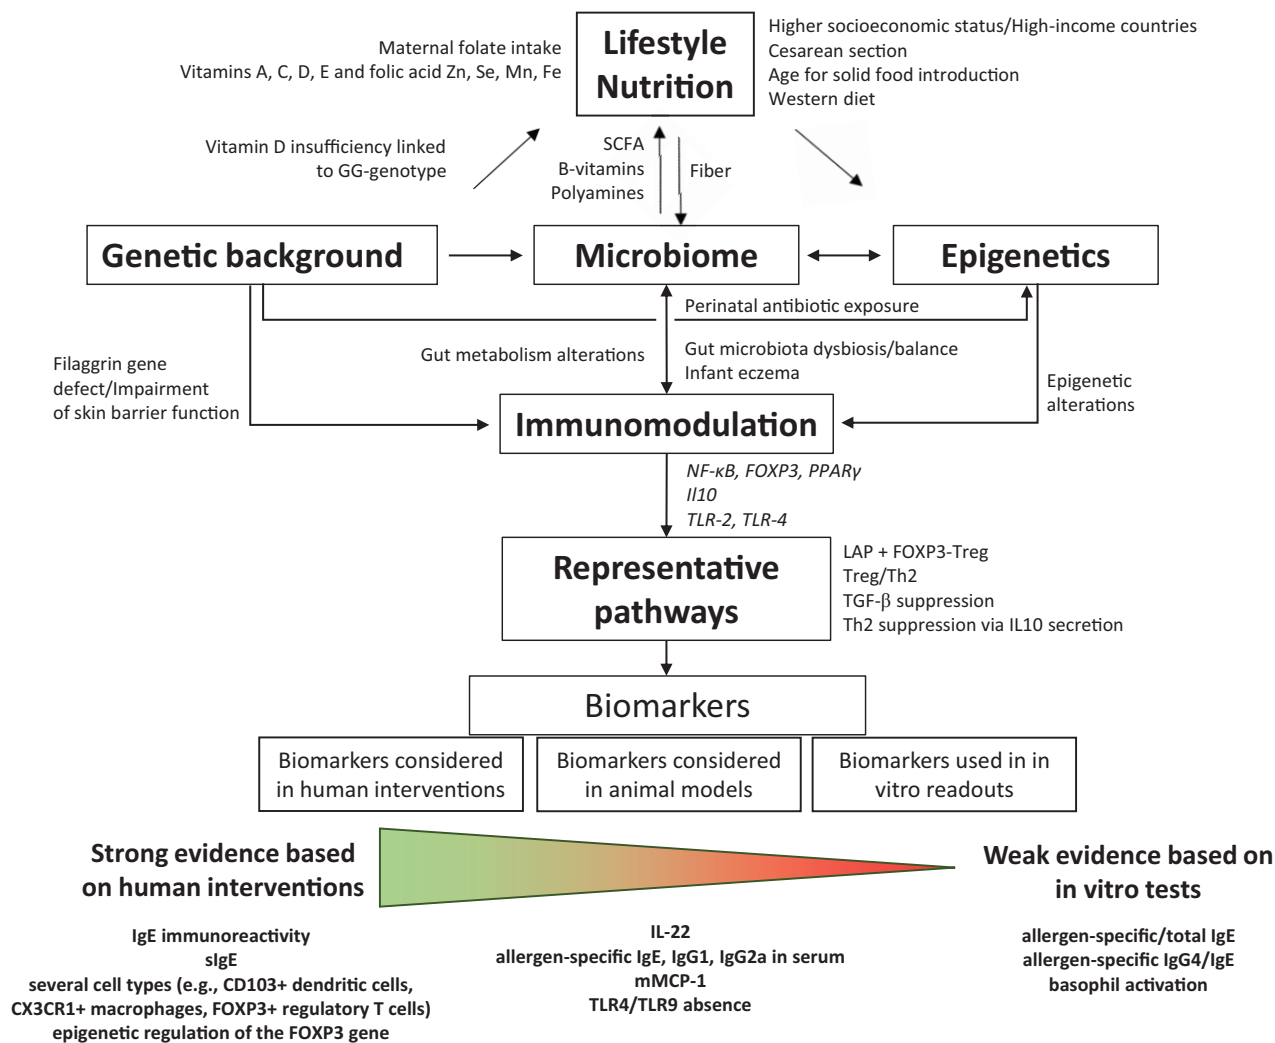 Lifestyle
Nutrition
Maternal folate intake
Vitamins A, C, D, E and folic acid Zn, Se, Mn, Fe
Higher socioeconomic status/High-income countries
Cesarean section
Age for solid food introduction
Western diet
Vitamin D insufficiency linked
to GG-genotype
SCFA
B-vitamins
Polyamines
Fiber
Genetic background
Microbiome
Epigenetics
Perinatal antibiotic exposure
Filaggrin gene
defect/Impairment
of skin barrier function
Gut metabolism alterations
Gut microbiota dysbiosis/balance
Infant eczema
Epigenetic
alterations
Immunomodulation
NF-κB, FOXP3, PPARγ
Il10
TLR-2, TLR-4
Representative
pathways
LAP + FOXP3-Treg
Treg/Th2
TGF-β suppression
Th2 suppression via IL10 secretion
Biomarkers
Biomarkers considered
in human interventions
Biomarkers considered
in animal models
Biomarkers used in in
vitro readouts
Strong evidence based
on human interventions
Weak evidence based on
in vitro tests
IgE immunoreactivity
sIgE
several cell types (e.g., CD103+ dendritic cells,
CX3CR1+ macrophages, FOXP3+ regulatory T cells)
epigenetic regulation of the FOXP3 gene
IL-22
allergen-specific IgE, IgG1, IgG2a in serum
mMCP-1
TLR4/TLR9 absence
allergen-specific/total IgE
allergen-specific IgG4/IgE
basophil activation